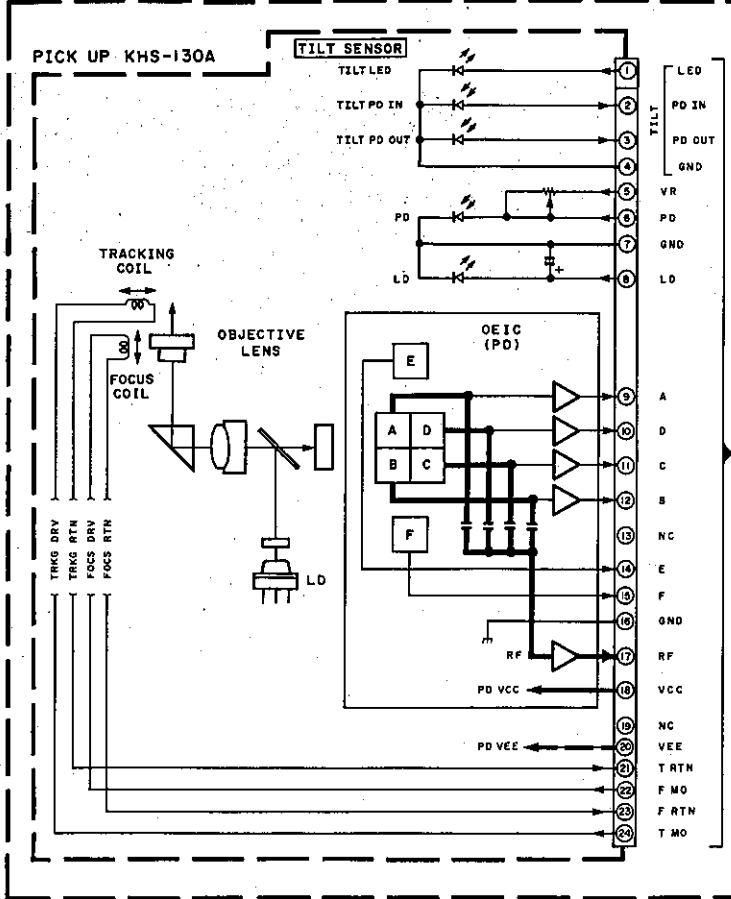 PICK UP KHS-130A
TILT SENSOR
TILT LED
TILT PD IN
TILT PD OUT
1 LED
2 PD IN
3 PD OUT
4 GND
TILT
5 VR
PD 6 PD
7 GND
LD 8 LD
+
TRACKING
COIL
FOCUS
COIL
OBJECTIVE
LENS
LD
TRKG DRV
TRKG RTN
FOCS DRV
FOCS RTN
OEIC
(PD)
E
A D
B C
F
9 A
10 D
11 C
12 B
13 NC
14 E
15 F
16 GND
RF 17 RF
PD VCC 18 VCC
19 NC
PD VEE 20 VEE
21 T RTN
22 F MO
23 F RTN
24 T MO